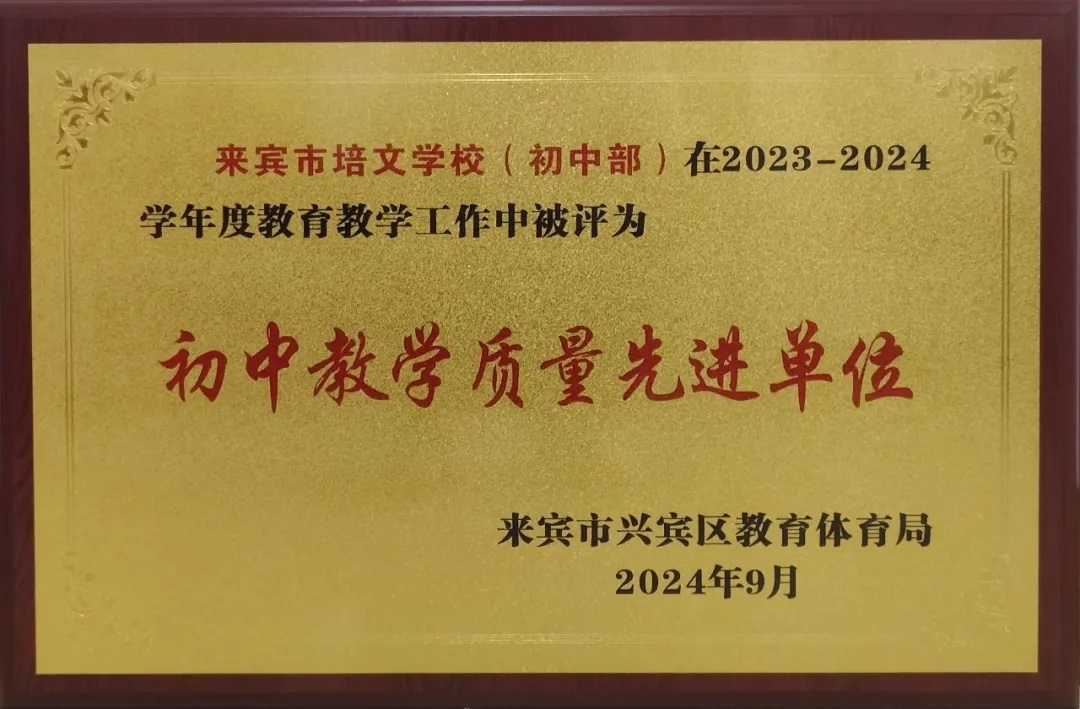 来宾市培文学校（初中部）在2023-2024
学年度教育教学工作中被评为
初中教学质量先进单位
来宾市兴宾区教育体育局
2024年9月